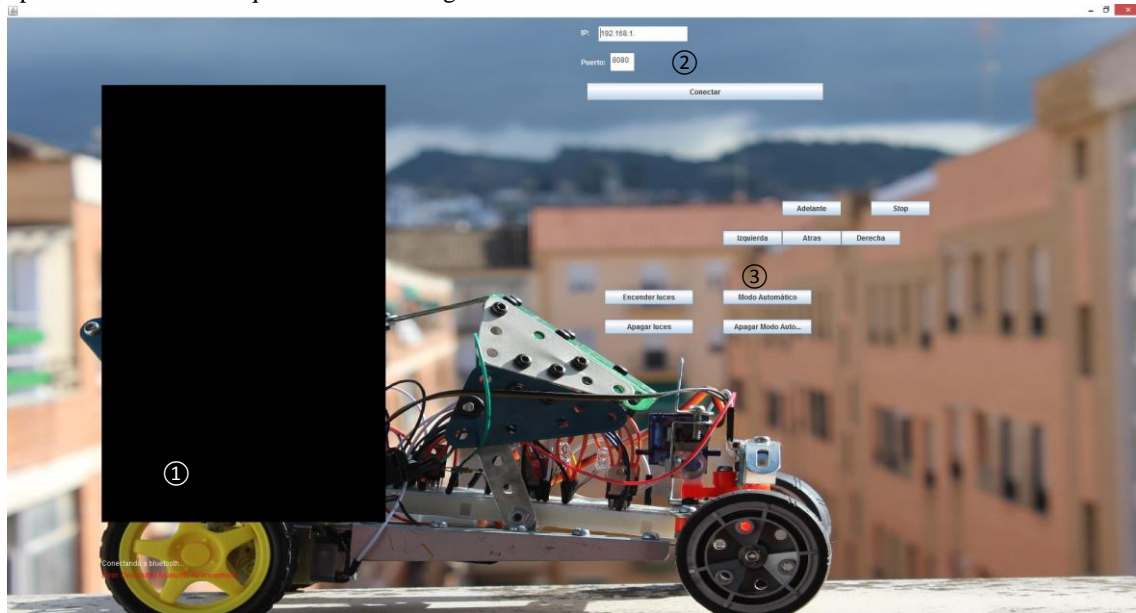 IP: 192.168.1.
Puerto: 8080
②
Conectar
Adelante Stop
Izquierda Atras Derecha
③
Encender luces Modo Automático
Apagar luces Apagar Modo Auto...
①
Conectando a bluetooth...